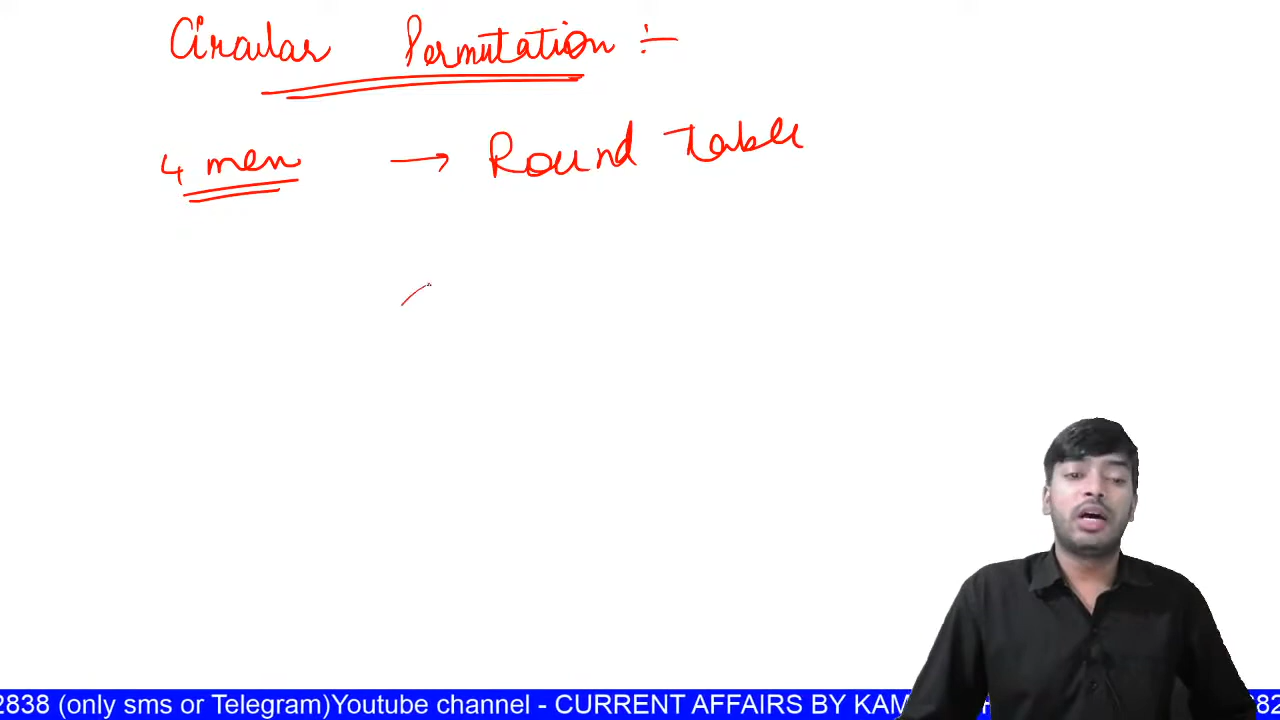 Circular Permutation :-
4 men → Round Table
2838 (only sms or Telegram)Youtube channel - CURRENT AFFAIRS BY KAM